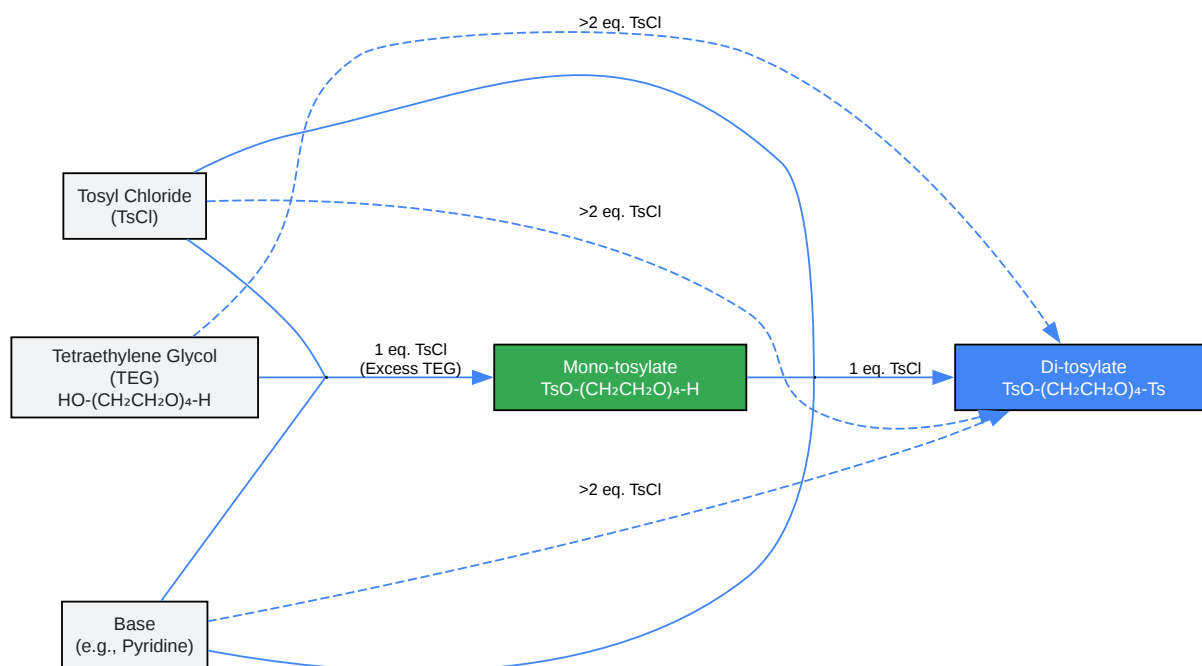 >2 eq. TsCl
Tosyl Chloride
(TsCl)
>2 eq. TsCl
Tetraethylene Glycol
(TEG)
HO-(CH₂CH₂O)₄-H
1 eq. TsCl
(Excess TEG)
Mono-tosylate
TsO-(CH₂CH₂O)₄-H
1 eq. TsCl
Di-tosylate
TsO-(CH₂CH₂O)₄-Ts
>2 eq. TsCl
Base
(e.g., Pyridine)